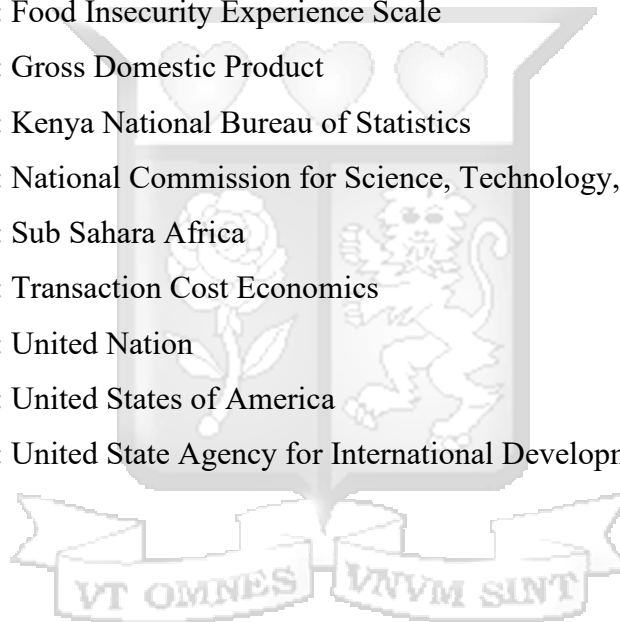 : Food Insecurity Experience Scale
: Gross Domestic Product
: Kenya National Bureau of Statistics
: National Commission for Science, Technology,
: Sub Sahara Africa
: Transaction Cost Economics
: United Nation
: United States of America
: United State Agency for International
VT OMNES VNVM SINT